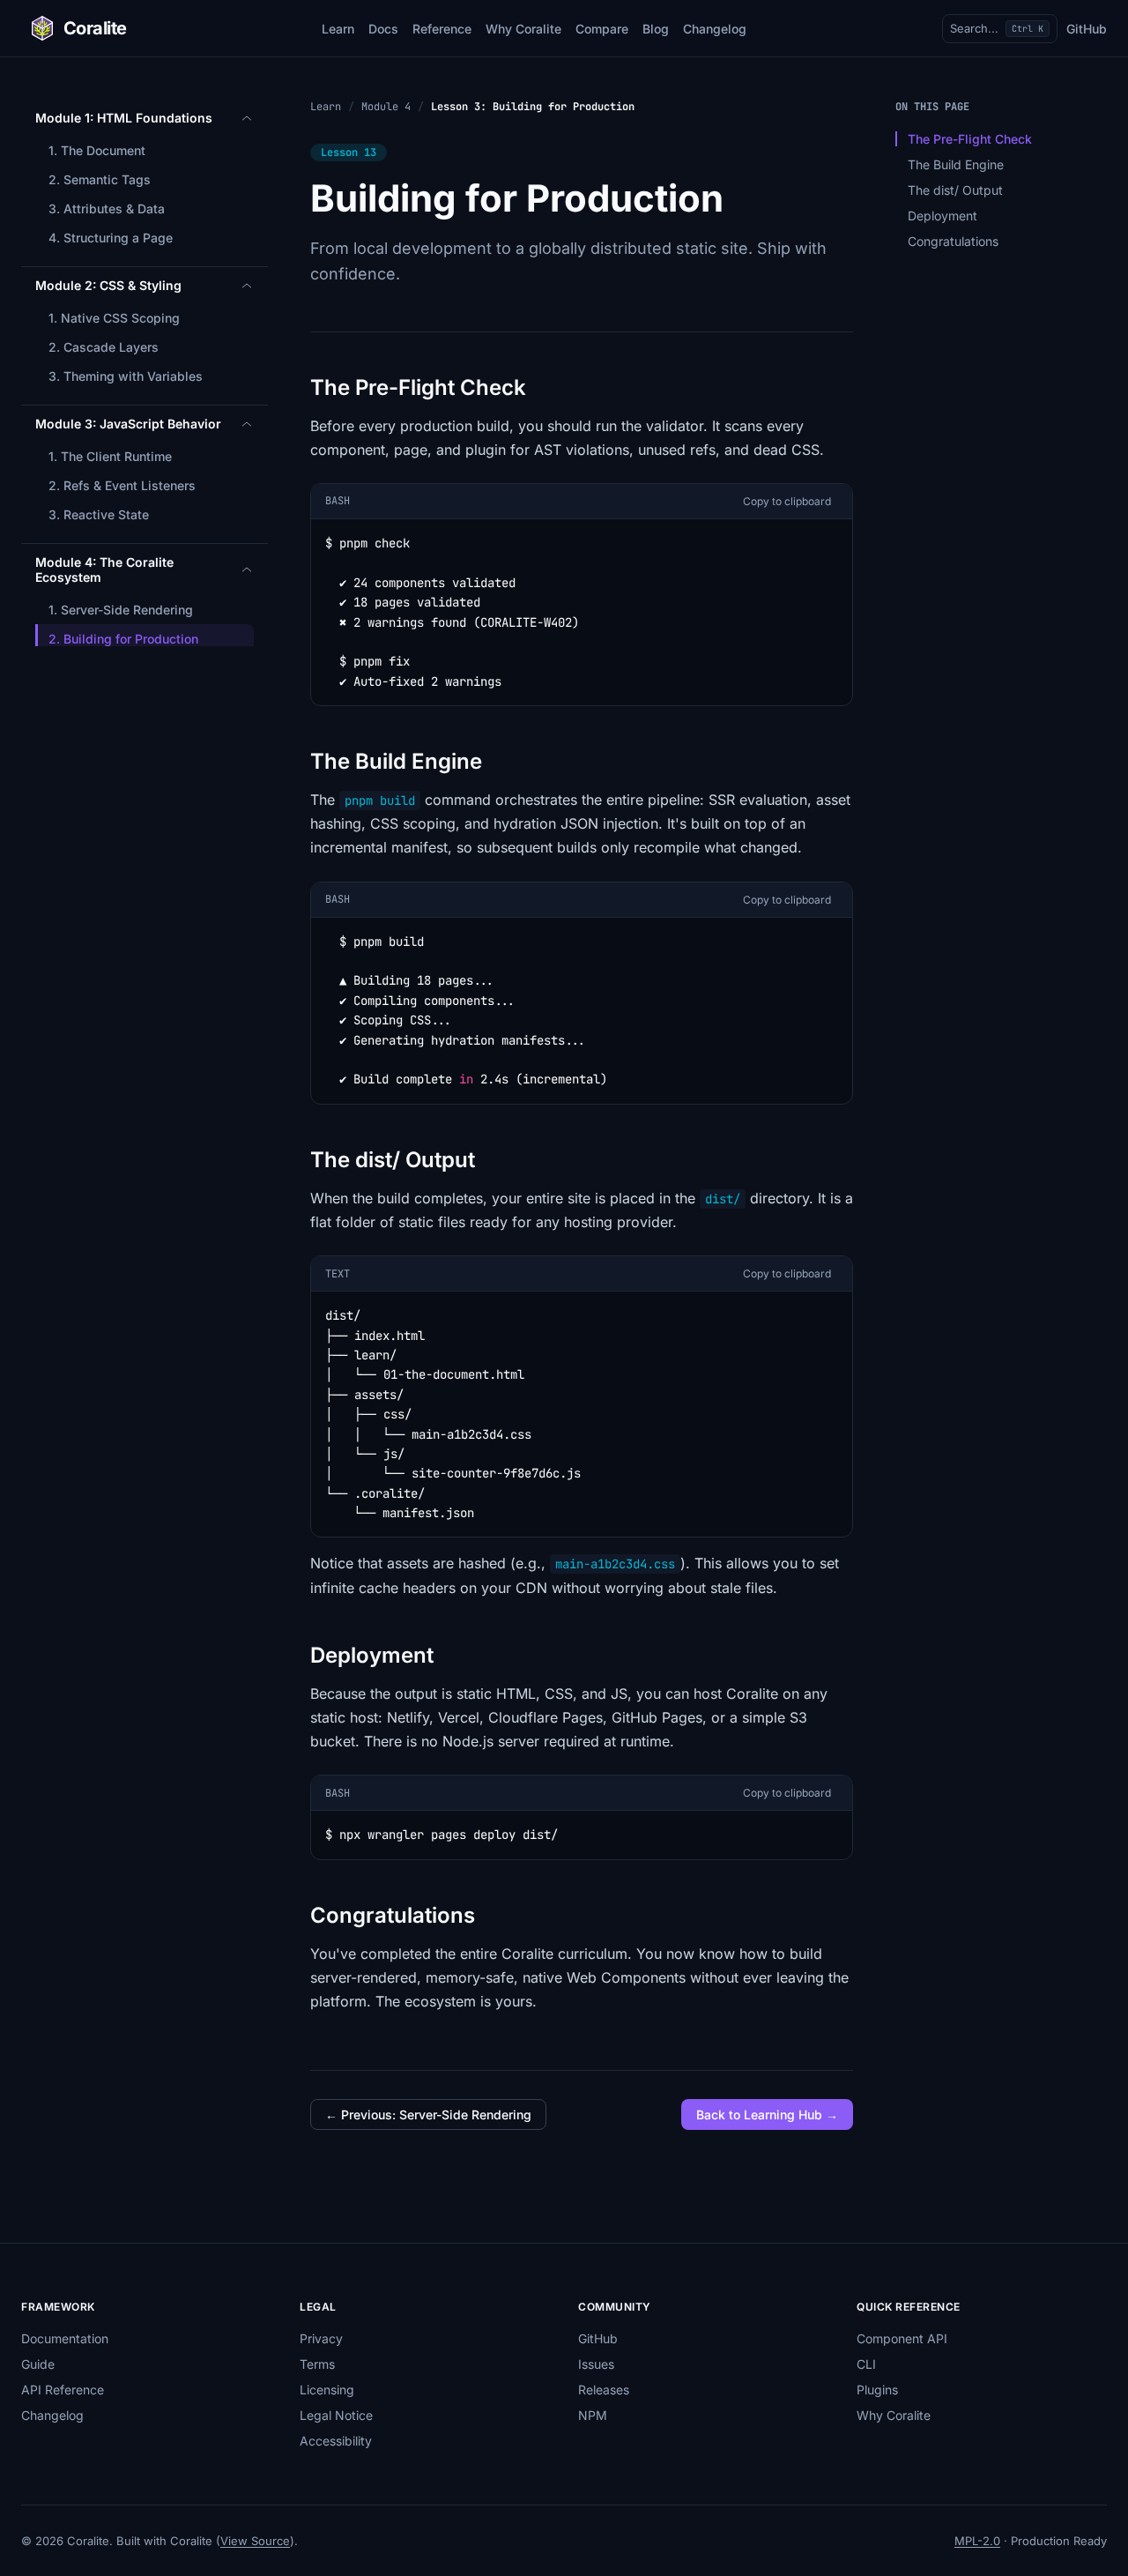 Coralite
Learn Docs Reference Why Coralite Compare Blog Changelog
Search... Ctrl K GitHub
Module 1: HTML Foundations
1. The Document
2. Semantic Tags
3. Attributes & Data
4. Structuring a Page
Module 2: CSS & Styling
1. Native CSS Scoping
2. Cascade Layers
3. Theming with Variables
Module 3: JavaScript Behavior
1. The Client Runtime
2. Refs & Event Listeners
3. Reactive State
Module 4: The Coralite
Ecosystem
1. Server-Side Rendering
2. Building for Production
Learn / Module 4 / Lesson 3: Building for Production
Lesson 13
Building for Production
From local development to a globally distributed static site. Ship with
confidence.
The Pre-Flight Check
Before every production build, you should run the validator. It scans every
component, page, and plugin for AST violations, unused refs, and dead CSS.
BASH Copy to clipboard
$ pnpm check
✔ 24 components validated
✔ 18 pages validated
✖ 2 warnings found (CORALITE-W402)
$ pnpm fix
✔ Auto-fixed 2 warnings
The Build Engine
The pnpm build command orchestrates the entire pipeline: SSR evaluation, asset
hashing, CSS scoping, and hydration JSON injection. It's built on top of an
incremental manifest, so subsequent builds only recompile what changed.
BASH Copy to clipboard
$ pnpm build
▲ Building 18 pages...
✔ Compiling components...
✔ Scoping CSS...
✔ Generating hydration manifests...
✔ Build complete in 2.4s (incremental)
The dist/ Output
When the build completes, your entire site is placed in the dist/ directory. It is a
flat folder of static files ready for any hosting provider.
TEXT Copy to clipboard
dist/
├── index.html
├── learn/
│   └── 01-the-document.html
├── assets/
│   ├── css/
│   │   └── main-a1b2c3d4.css
│   └── js/
│       └── site-counter-9f8e7d6c.js
└── .coralite/
    └── manifest.json
Notice that assets are hashed (e.g., main-a1b2c3d4.css ). This allows you to set
infinite cache headers on your CDN without worrying about stale files.
Deployment
Because the output is static HTML, CSS, and JS, you can host Coralite on any
static host: Netlify, Vercel, Cloudflare Pages, GitHub Pages, or a simple S3
bucket. There is no Node.js server required at runtime.
BASH Copy to clipboard
$ npx wrangler pages deploy dist/
Congratulations
You've completed the entire Coralite curriculum. You now know how to build
server-rendered, memory-safe, native Web Components without ever leaving the
platform. The ecosystem is yours.
← Previous: Server-Side Rendering
Back to Learning Hub →
ON THIS PAGE
The Pre-Flight Check
The Build Engine
The dist/ Output
Deployment
Congratulations
FRAMEWORK
Documentation
Guide
API Reference
Changelog
LEGAL
Privacy
Terms
Licensing
Legal Notice
Accessibility
COMMUNITY
GitHub
Issues
Releases
NPM
QUICK REFERENCE
Component API
CLI
Plugins
Why Coralite
© 2026 Coralite. Built with Coralite (View Source).
MPL-2.0 · Production Ready